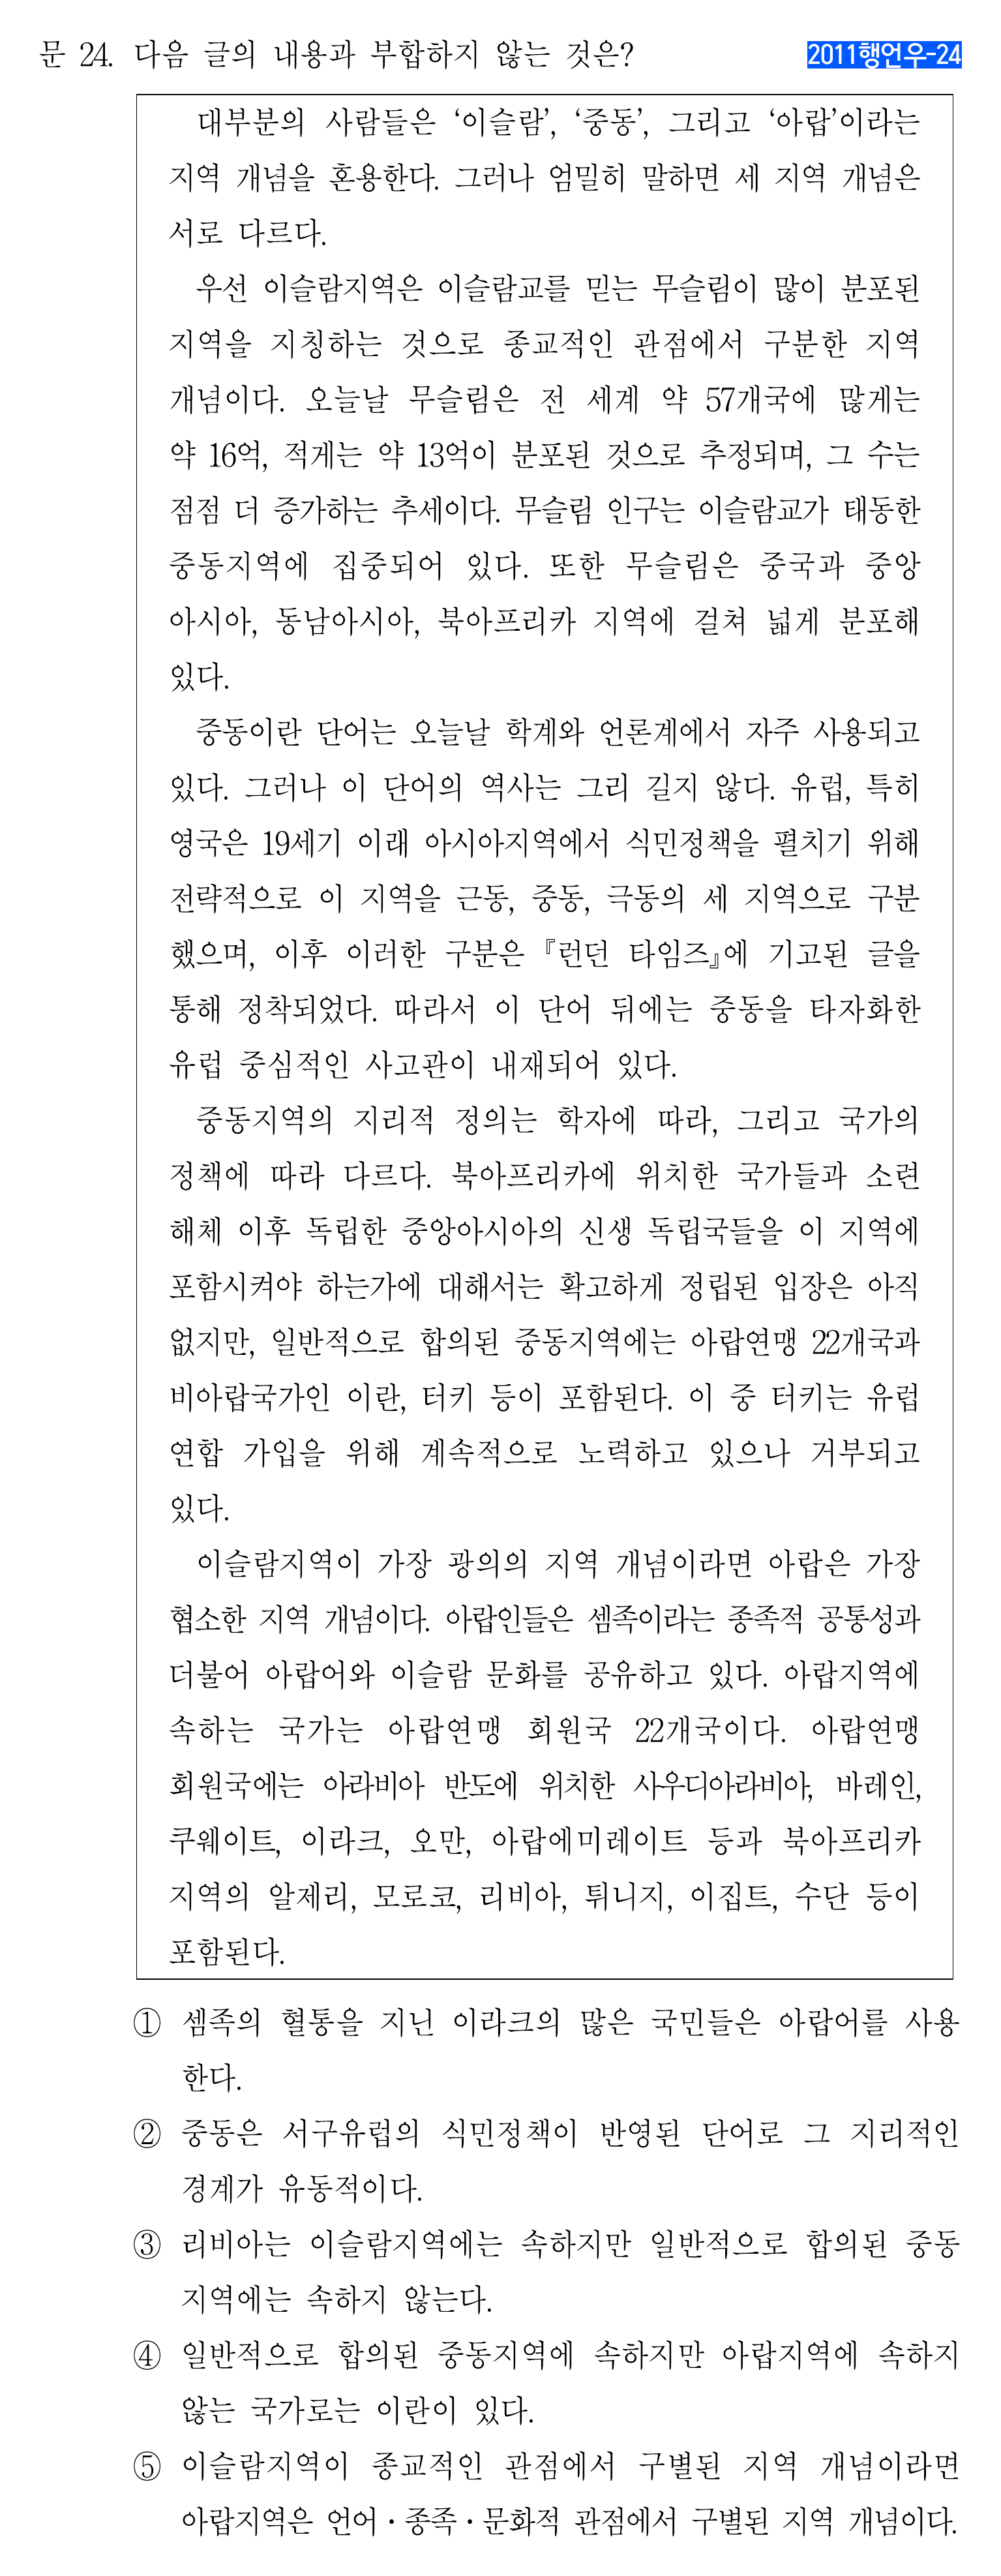 문 24. 다음 글의 내용과 부합하지 않는 것은? 2011행언우-24
대부분의 사람들은 ‘이슬람’, ‘중동’, 그리고 ‘아랍’이라는
지역 개념을 혼용한다. 그러나 엄밀히 말하면 세 지역 개념은
서로 다르다.
우선 이슬람지역은 이슬람교를 믿는 무슬림이 많이 분포된
지역을 지칭하는 것으로 종교적인 관점에서 구분한 지역
개념이다. 오늘날 무슬림은 전 세계 약 57개국에 많게는
약 16억, 적게는 약 13억이 분포된 것으로 추정되며, 그 수는
점점 더 증가하는 추세이다. 무슬림 인구는 이슬람교가 태동한
중동지역에 집중되어 있다. 또한 무슬림은 중국과 중앙
아시아, 동남아시아, 북아프리카 지역에 걸쳐 넓게 분포해
있다.
중동이란 단어는 오늘날 학계와 언론계에서 자주 사용되고
있다. 그러나 이 단어의 역사는 그리 길지 않다. 유럽, 특히
영국은 19세기 이래 아시아지역에서 식민정책을 펼치기 위해
전략적으로 이 지역을 근동, 중동, 극동의 세 지역으로 구분
했으며, 이후 이러한 구분은 『런던 타임즈』에 기고된 글을
통해 정착되었다. 따라서 이 단어 뒤에는 중동을 타자화한
유럽 중심적인 사고관이 내재되어 있다.
중동지역의 지리적 정의는 학자에 따라, 그리고 국가의
정책에 따라 다르다. 북아프리카에 위치한 국가들과 소련
해체 이후 독립한 중앙아시아의 신생 독립국들을 이 지역에
포함시켜야 하는가에 대해서는 확고하게 정립된 입장은 아직
없지만, 일반적으로 합의된 중동지역에는 아랍연맹 22개국과
비아랍국가인 이란, 터키 등이 포함된다. 이 중 터키는 유럽
연합 가입을 위해 계속적으로 노력하고 있으나 거부되고
있다.
이슬람지역이 가장 광의의 지역 개념이라면 아랍은 가장
협소한 지역 개념이다. 아랍인들은 셈족이라는 종족적 공통성과
더불어 아랍어와 이슬람 문화를 공유하고 있다. 아랍지역에
속하는 국가는 아랍연맹 회원국 22개국이다. 아랍연맹
회원국에는 아라비아 반도에 위치한 사우디아라비아, 바레인,
쿠웨이트, 이라크, 오만, 아랍에미레이트 등과 북아프리카
지역의 알제리, 모로코, 리비아, 튀니지, 이집트, 수단 등이
포함된다.
① 셈족의 혈통을 지닌 이라크의 많은 국민들은 아랍어를 사용
한다.
② 중동은 서구유럽의 식민정책이 반영된 단어로 그 지리적인
경계가 유동적이다.
③ 리비아는 이슬람지역에는 속하지만 일반적으로 합의된 중동
지역에는 속하지 않는다.
④ 일반적으로 합의된 중동지역에 속하지만 아랍지역에 속하지
않는 국가로는 이란이 있다.
⑤ 이슬람지역이 종교적인 관점에서 구별된 지역 개념이라면
아랍지역은 언어·종족·문화적 관점에서 구별된 지역 개념이다.